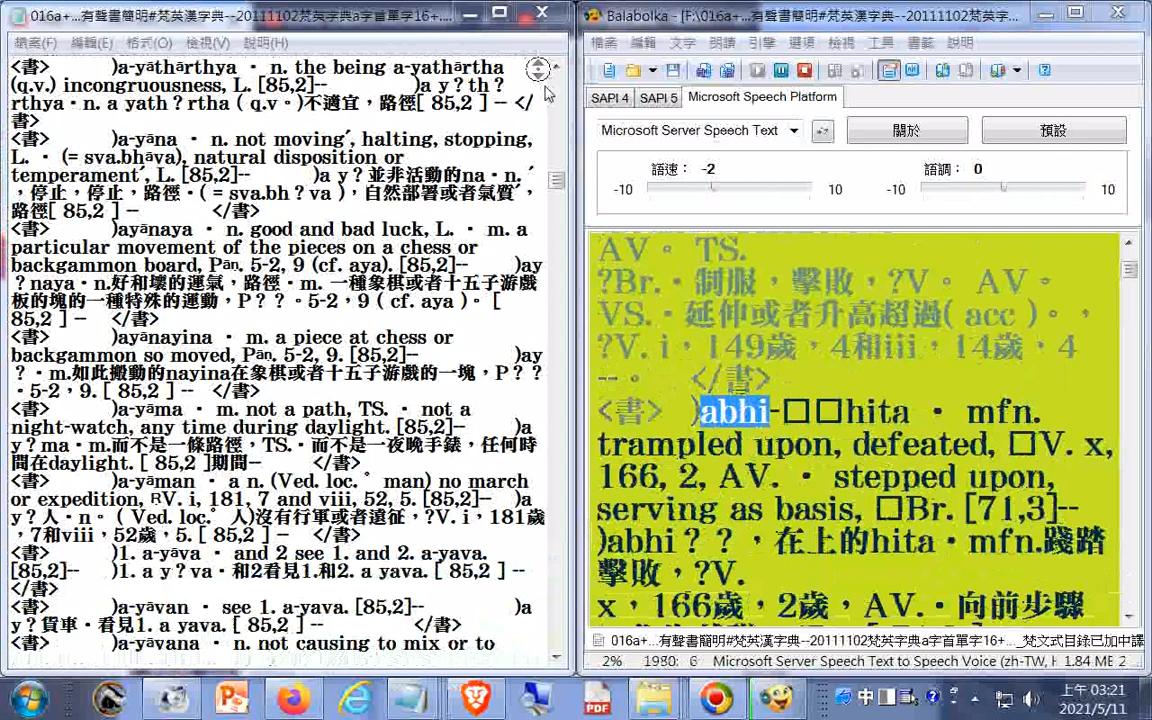 016a+...有聲書簡明#梵英漢字典--20111102梵英字典a字首單字16+...
檔案(F) 編輯(E) 格式(O) 檢視(V) 說明(H)
<書> )a-yathārthya · n. the being a-yathārtha
(q.v.) incongruousness, L. [85,2]-- )a y?th?
rthya·n. a yath?rtha ( q.v。)不適宜，路徑[ 85,2 ] -- </
書>
<書> )a-yāna · n. not moving´, halting, stopping,
L. · (= sva.bhāva), natural disposition or
temperament´, L. [85,2]-- )a y?並非活動的na·n.´
，停止，停止，路徑·( = sva.bh?va )，自然部署或者氣質´，
路徑[ 85,2 ] -- </書>
<書> )ayānaya · n. good and bad luck, L. · m. a
particular movement of the pieces on a chess or
backgammon board, Pāṇ. 5-2, 9 (cf. aya). [85,2]-- )ay
?naya·n.好和壞的運氣，路徑·m. 一種象棋或者十五子游戲
板的塊的一種特殊的運動，P??。5-2，9 ( cf. aya )。[
85,2 ] -- </書>
<書> )ayānayina · m. a piece at chess or
backgammon so moved, Pāṇ. 5-2, 9. [85,2]-- )ay
?·m.如此搬動的nayina在象棋或者十五子游戲的一塊，P??
·5-2，9. [ 85,2 ] -- </書>
<書> )a-yāma · m. not a path, TS. · not a
night-watch, any time during daylight. [85,2]-- )a
y?ma·m.而不是一條路徑，TS.·而不是一夜晚手錶，任何時
間在daylight. [ 85,2 ]期間-- </書>
<書> )a-yāman · a n. (Ved. loc.° man) no march
or expedition, ṚV. i, 181, 7 and viii, 52, 5. [85,2]-- )a
y?人·n。( Ved. loc.° 人)沒有行軍或者遠征，?V. i，181歲
，7和viii，52歲，5. [ 85,2 ] -- </書>
<書> )1. a-yāva · and 2 see 1. and 2. a-yava.
[85,2]-- )1. a y?va·和2看見1.和2. a yava. [ 85,2 ] --
</書>
<書> )a-yāvan · see 1. a-yava. [85,2]-- )a
y?貨車·看見1. a yava. [ 85,2 ] -- </書>
<書> )a-yāvana · n. not causing to mix or to
Balabolka - [F:\016a+...有聲書簡明#梵英漢字典--20111102梵英字...
檔案 編輯 文字 朗讀 引擎 選項 檢視 工具 書籤 說明
SAPI 4 SAPI 5 Microsoft Speech Platform
Microsoft Server Speech Text 關於 預設
語速： -2 語調： 0
-10 10 -10 10
AV。 TS.
?Br.·制服，擊敗，?V。 AV。
VS.·延伸或者升高超過( acc )。，
?V. i，149歲，4和iii，14歲，4
--。 </書>
<書> )abhi-□□hita · mfn.
trampled upon, defeated, □V. x,
166, 2, AV. · stepped upon,
serving as basis, □Br. [71,3]--
)abhi??，在上的hita·mfn.踐踏
擊敗，?V.
x，166歲，2歲，AV.·向前步驟
016a+...有聲書簡明#梵英漢字典--20111102梵英字典a字首單字16+..._梵文式目錄已加中譯
2% 1980: 6 Microsoft Server Speech Text to Speech Voice (zh-TW, H 1.84 MB 2
PDF 中 上午 03:21
2021/5/11